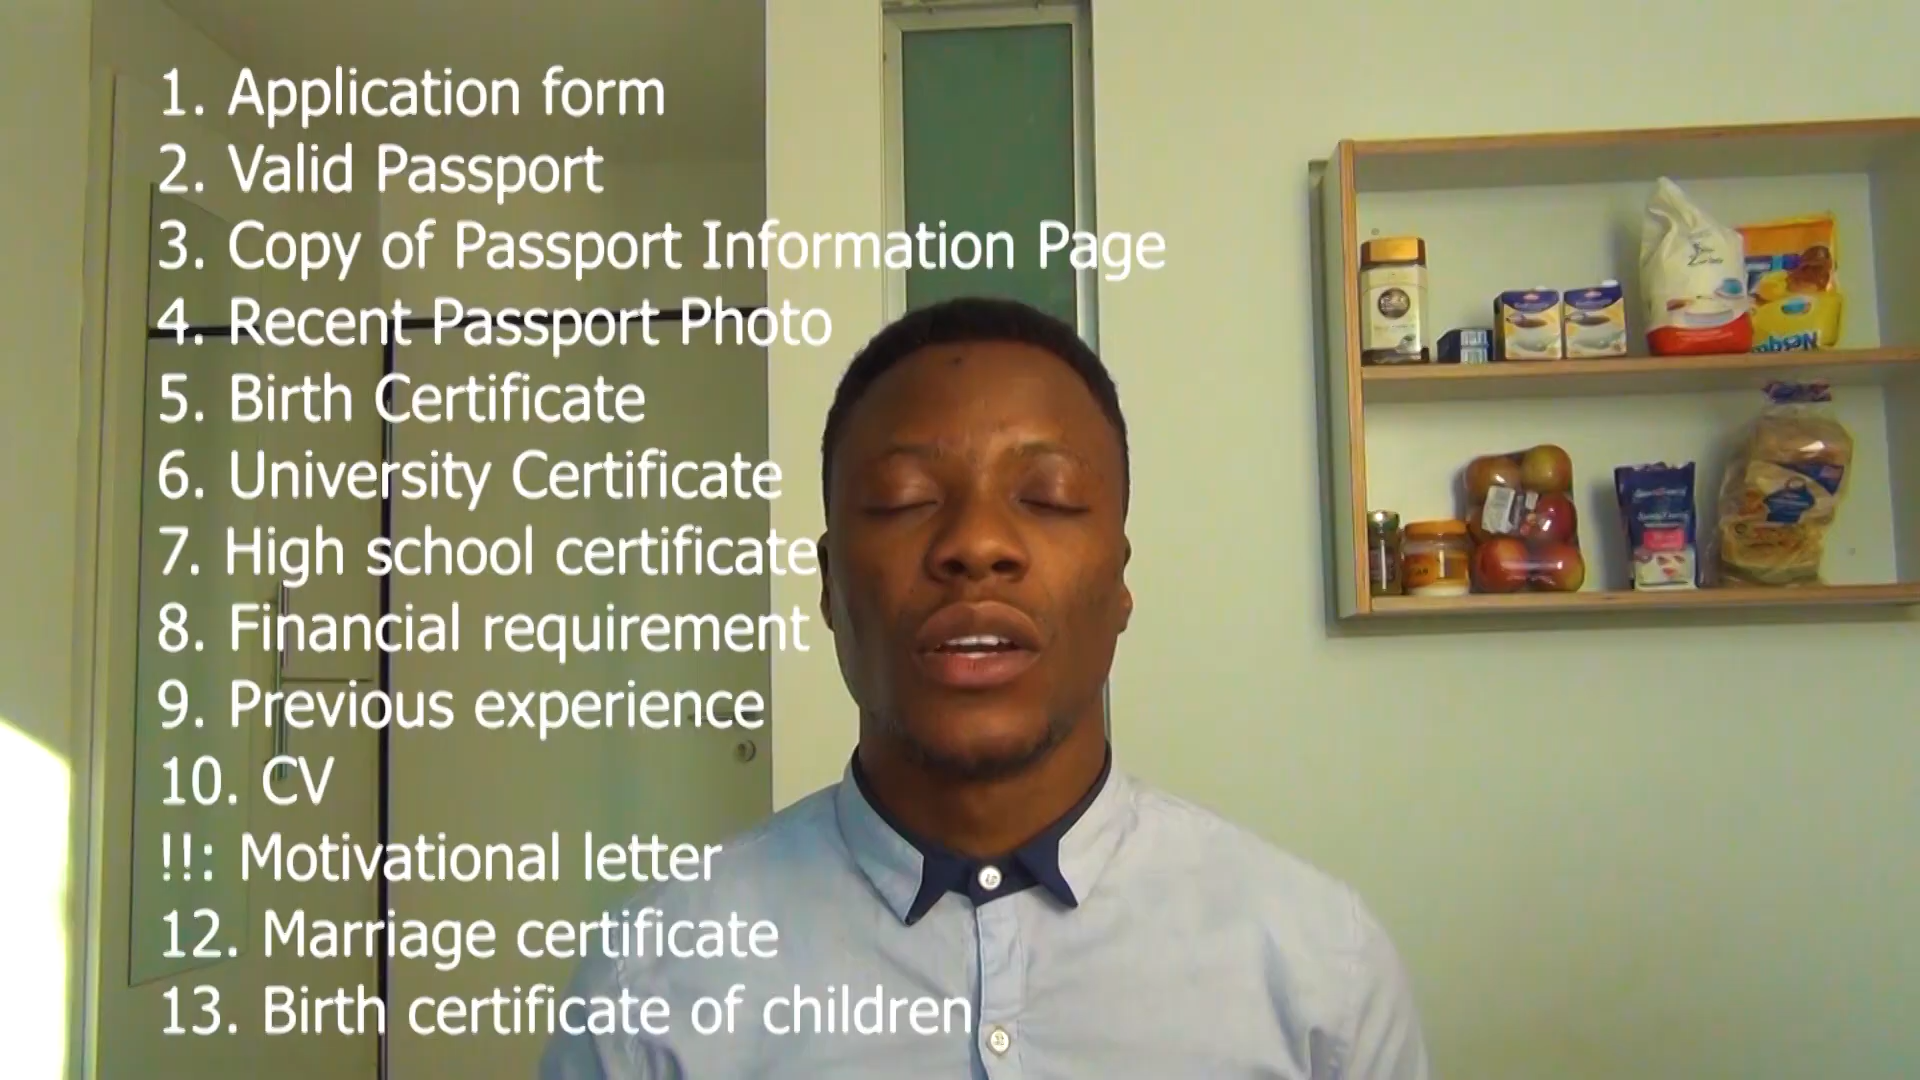 1. Application form
2. Valid Passport
3. Copy of Passport Information Page
4. Recent Passport Photo
5. Birth Certificate
6. University Certificate
7. High school certificate
8. Financial requirement
9. Previous experience
10. CV
!!: Motivational letter
12. Marriage certificate
13. Birth certificate of children